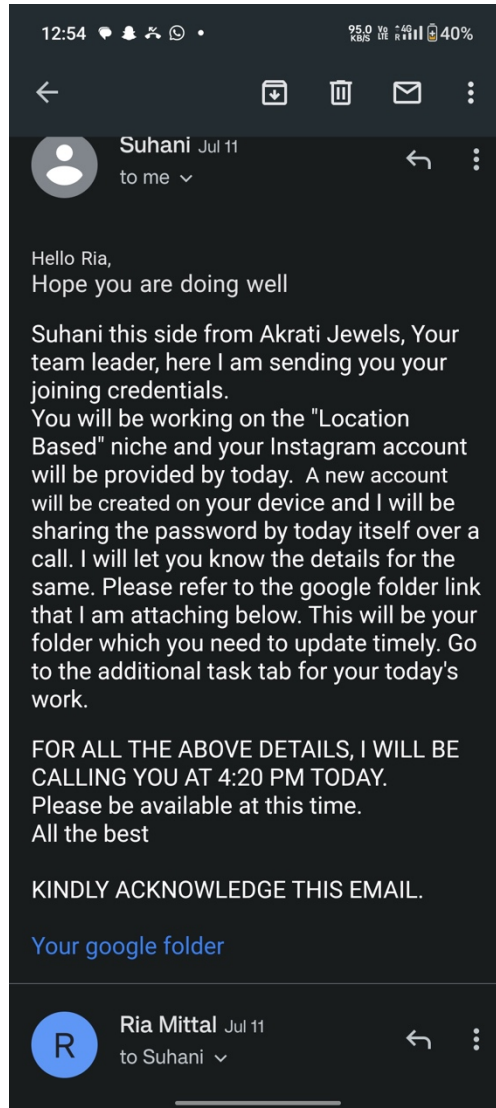 12:54
95.0 KB/S Vo LTE 4G R 40%
Suhani Jul 11
to me
Hello Ria,
Hope you are doing well
Suhani this side from Akrati Jewels, Your
team leader, here I am sending you your
joining credentials.
You will be working on the "Location
Based" niche and your Instagram account
will be provided by today. A new account
will be created on your device and I will be
sharing the password by today itself over a
call. I will let you know the details for the
same. Please refer to the google folder link
that I am attaching below. This will be your
folder which you need to update timely. Go
to the additional task tab for your today's
work.
FOR ALL THE ABOVE DETAILS, I WILL BE
CALLING YOU AT 4:20 PM TODAY.
Please be available at this time.
All the best
KINDLY ACKNOWLEDGE THIS EMAIL.
Your google folder
R
Ria Mittal Jul 11
to Suhani